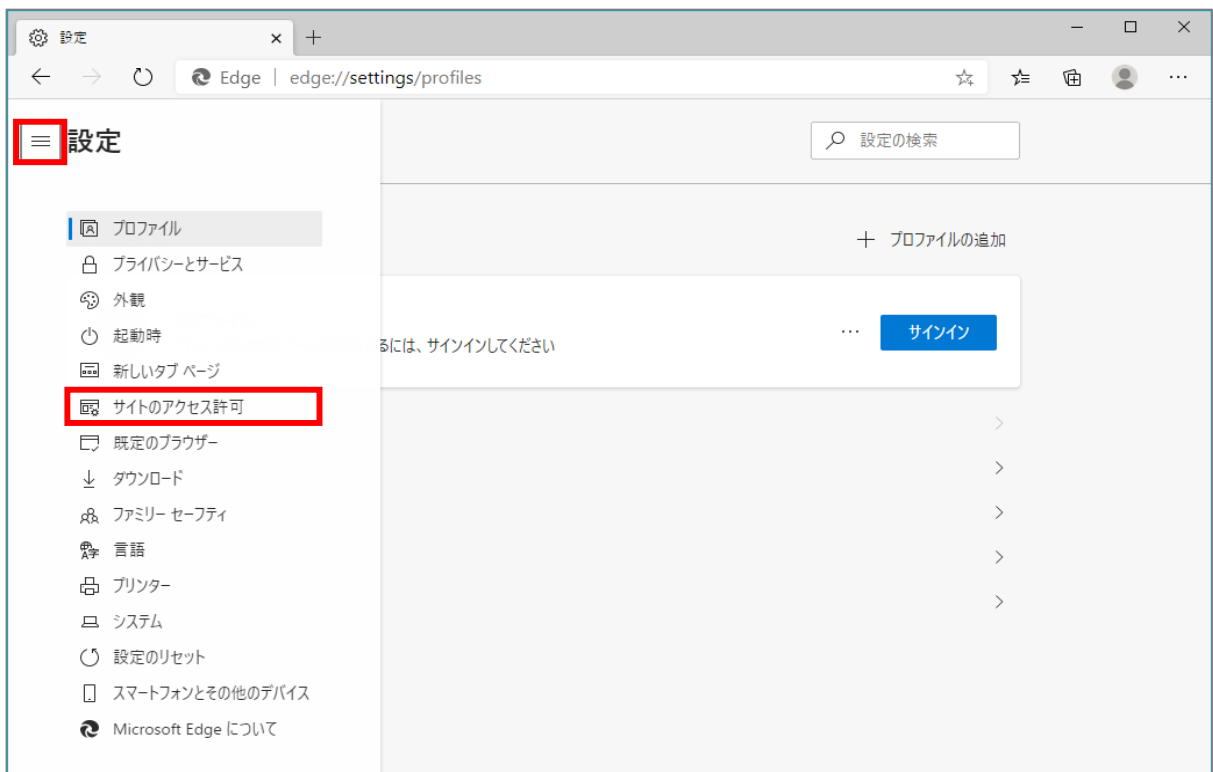 設定
Edge | edge://settings/profiles
設定
設定の検索
プロファイル
プロファイルの追加
プライバシーとサービス
外観
起動時
サインイン
るには、サインインしてください
新しいタブ ページ
サイトのアクセス許可
既定のブラウザー
ダウンロード
ファミリー セーフティ
言語
プリンター
システム
設定のリセット
スマートフォンとその他のデバイス
Microsoft Edge について